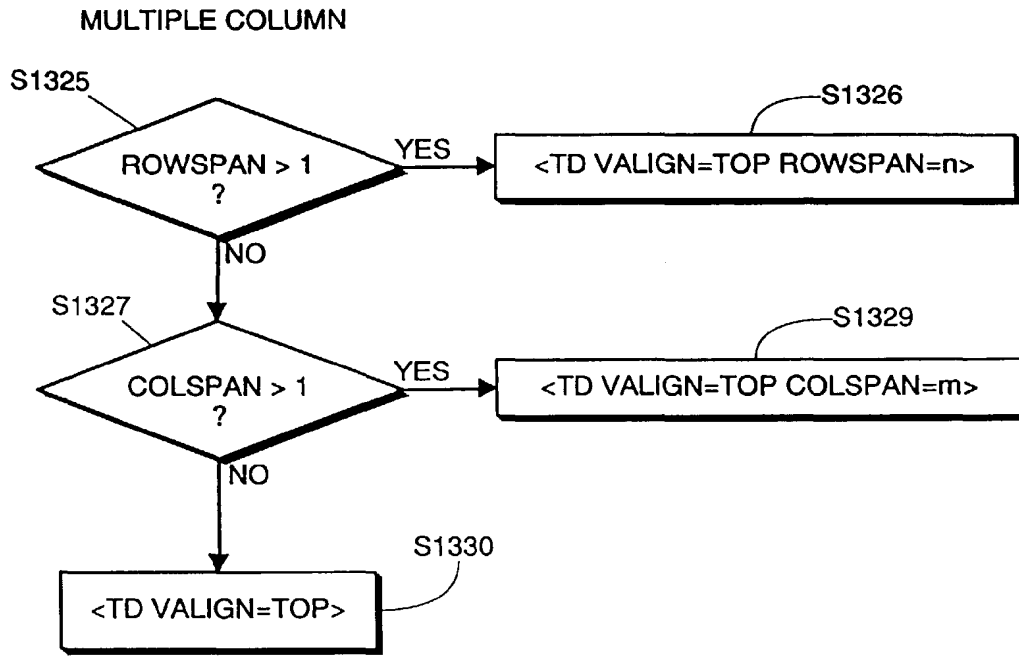 MULTIPLE COLUMN
S1325
S1326
ROWSPAN > 1
?
YES
<TD VALIGN=TOP ROWSPAN=n>
NO
S1327
S1329
COLSPAN > 1
?
YES
<TD VALIGN=TOP COLSPAN=m>
NO
S1330
<TD VALIGN=TOP>